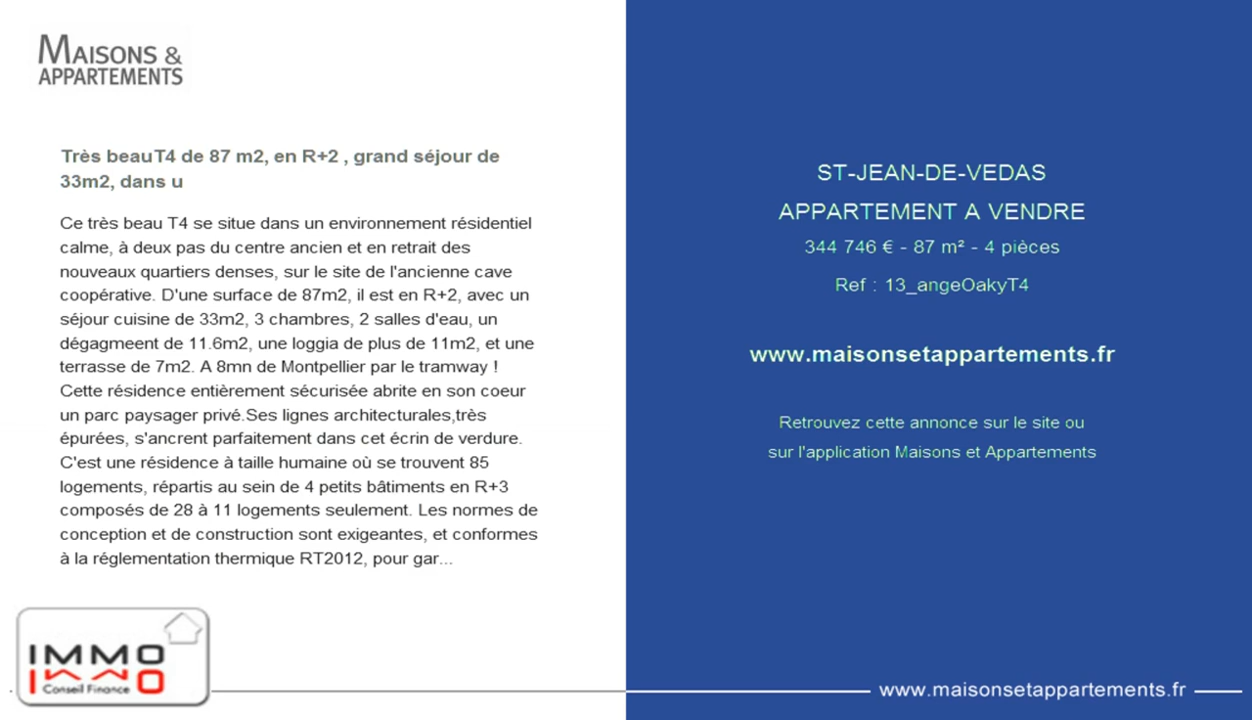 MAISONS &
APPARTEMENTS
Très beauT4 de 87 m2, en R+2 , grand séjour de
33m2, dans u
Ce très beau T4 se situe dans un environnement résidentiel
calme, à deux pas du centre ancien et en retrait des
nouveaux quartiers denses, sur le site de l'ancienne cave
coopérative. D'une surface de 87m2, il est en R+2, avec un
séjour cuisine de 33m2, 3 chambres, 2 salles d'eau, un
dégagmeent de 11.6m2, une loggia de plus de 11m2, et une
terrasse de 7m2. A 8mn de Montpellier par le tramway !
Cette résidence entièrement sécurisée abrite en son coeur
un parc paysager privé.Ses lignes architecturales,très
épurées, s'ancrent parfaitement dans cet écrin de verdure.
C'est une résidence à taille humaine où se trouvent 85
logements, répartis au sein de 4 petits bâtiments en R+3
composés de 28 à 11 logements seulement. Les normes de
conception et de construction sont exigeantes, et conformes
à la réglementation thermique RT2012, pour gar...
IMMO
Conseil Finance
ST-JEAN-DE-VEDAS
APPARTEMENT A VENDRE
344 746 € - 87 m² - 4 pièces
Ref : 13_angeOakyT4
www.maisonsetappartements.fr
Retrouvez cette annonce sur le site ou
sur l'application Maisons et Appartements
www.maisonsetappartements.fr